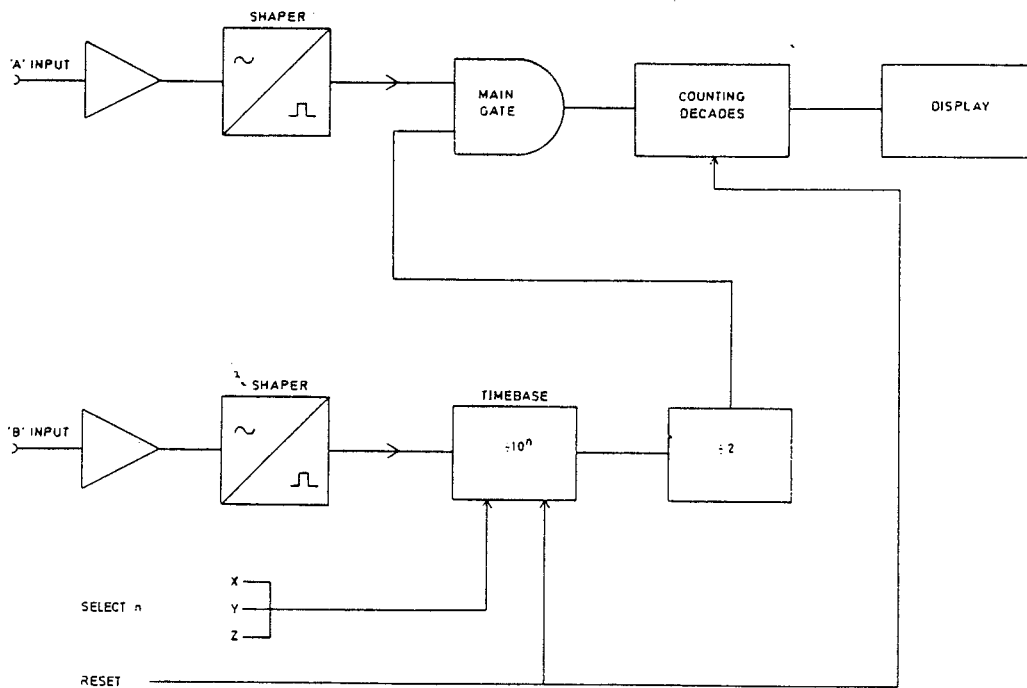 SHAPER
'A' INPUT
MAIN
GATE
COUNTING
DECADES
DISPLAY
SHAPER
TIMEBASE
'B' INPUT
÷10ⁿ
÷2
X
SELECT n
Y
Z
RESET